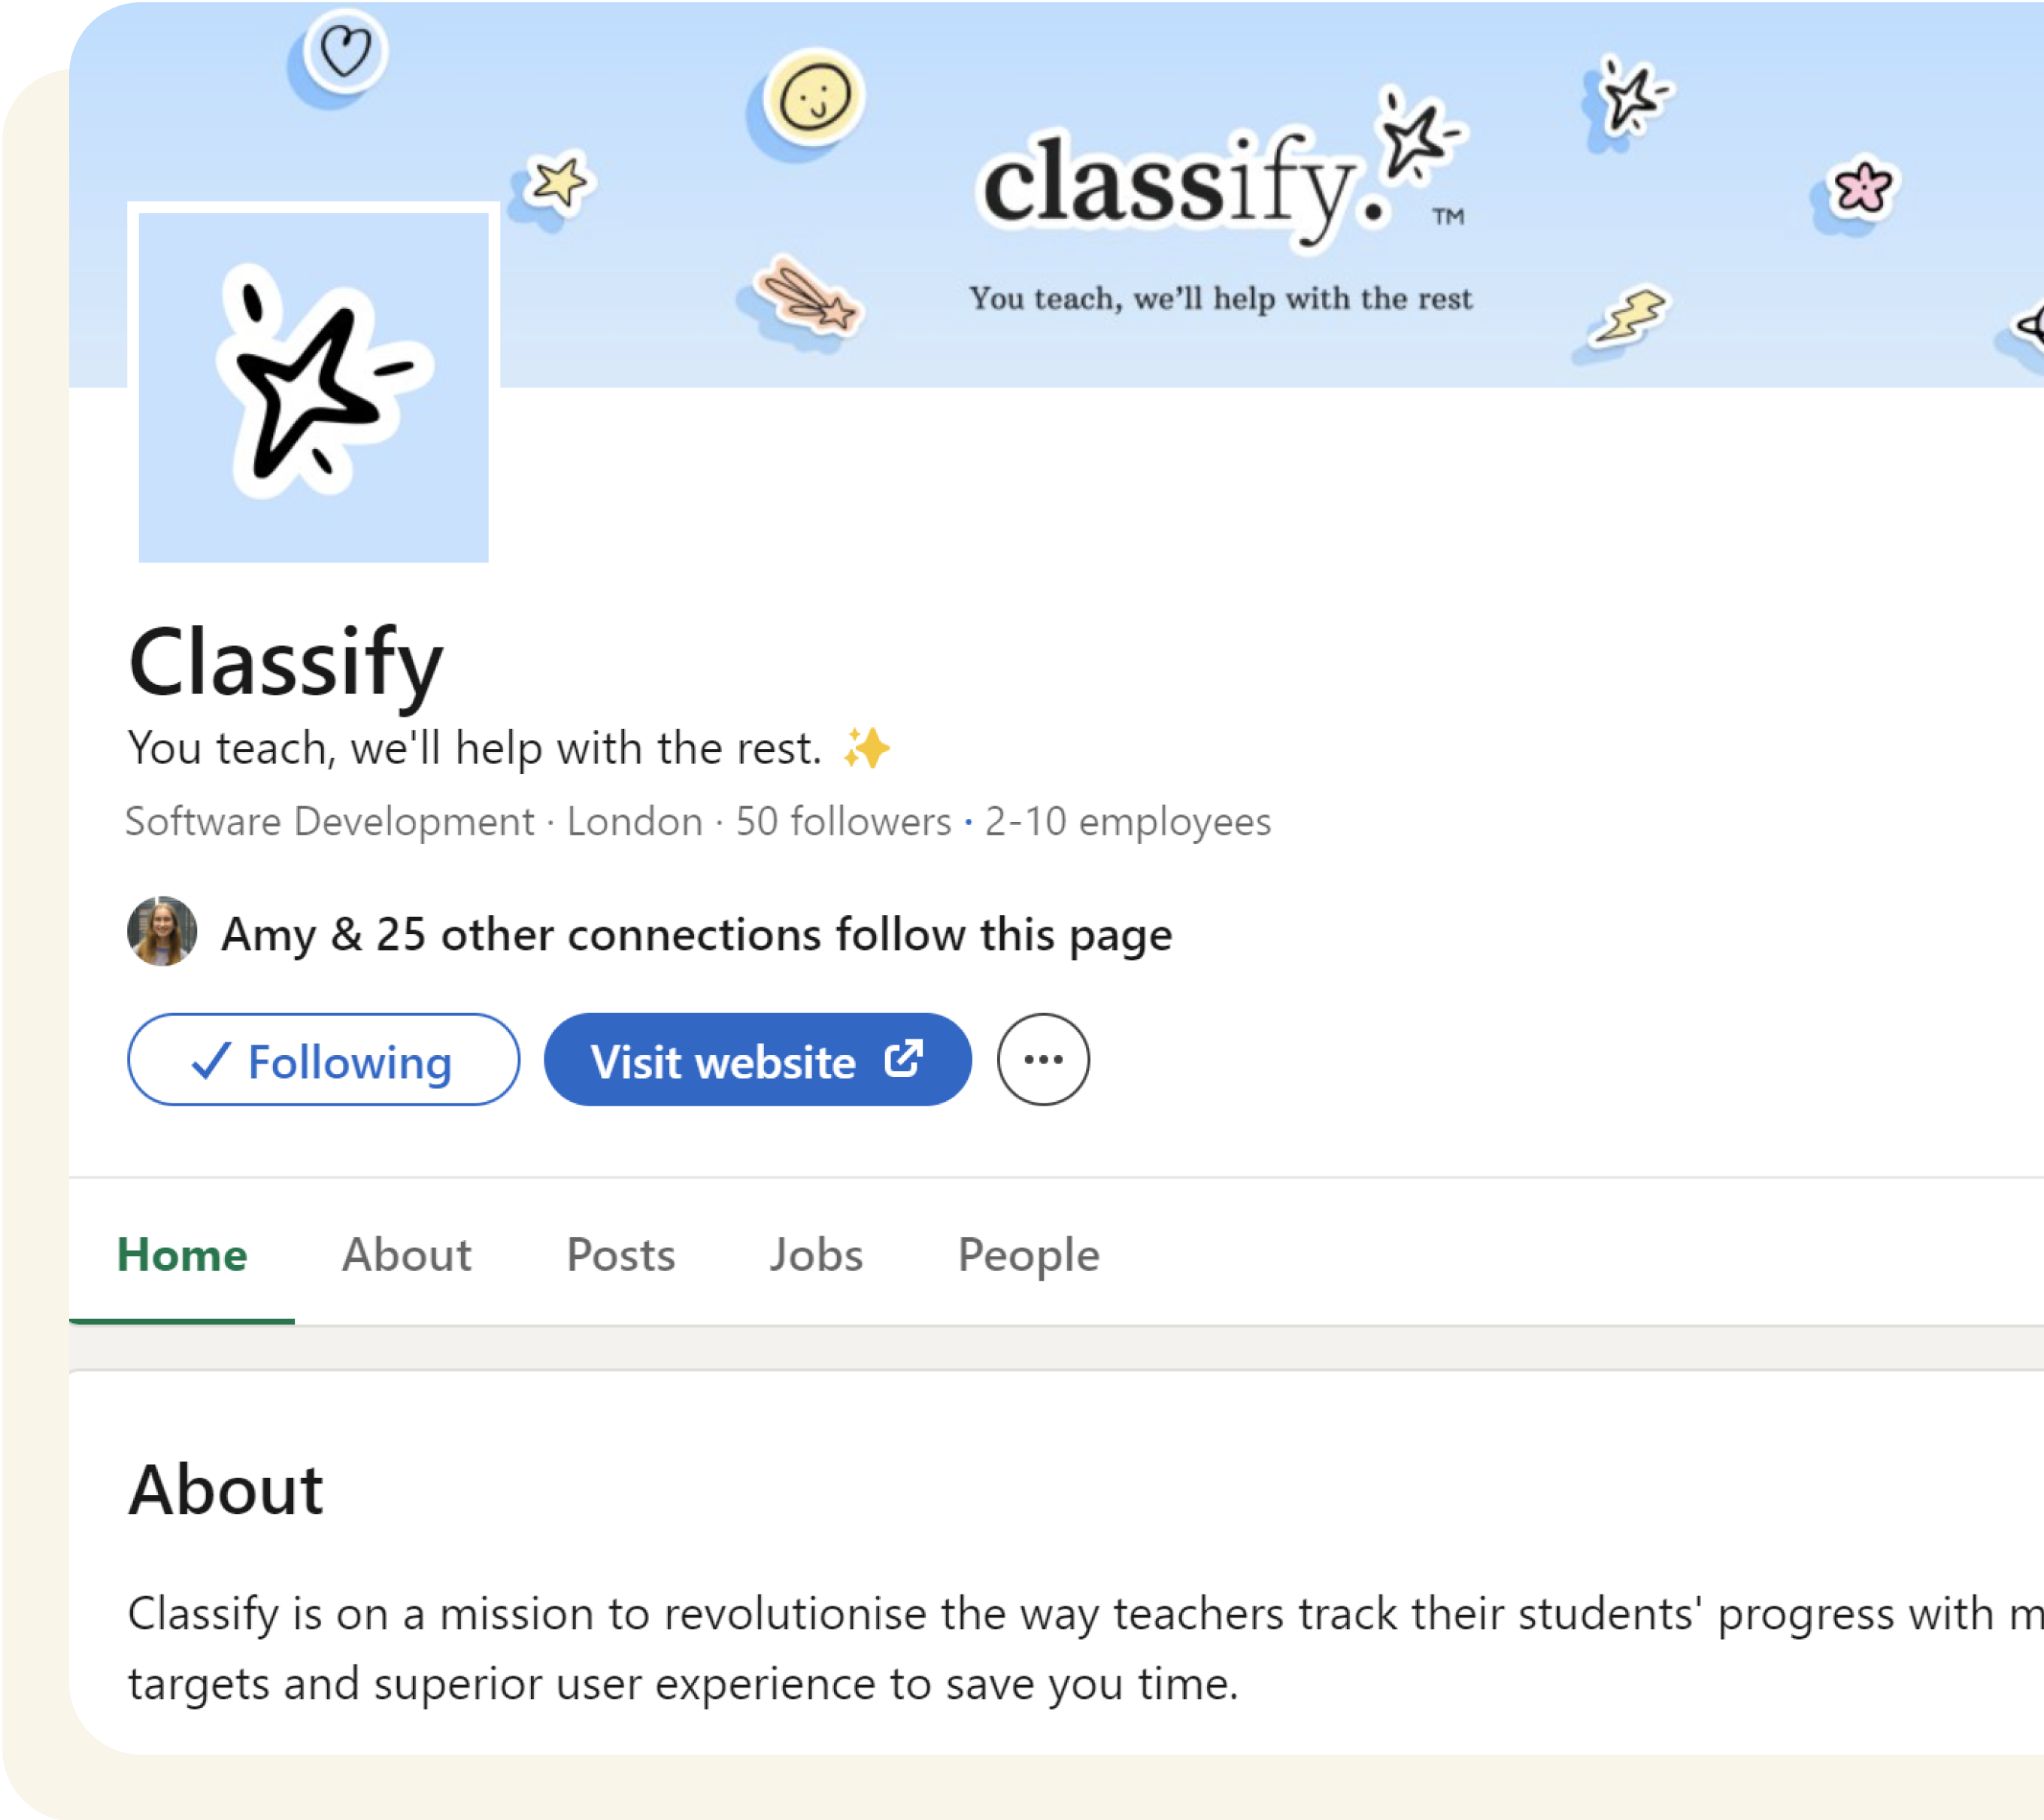 classify.
™
You teach, we’ll help with the rest
Classify
You teach, we'll help with the rest. ✨
Software Development · London · 50 followers • 2-10 employees
Amy & 25 other connections follow this page
✓ Following
Visit website
Home
About
Posts
Jobs
People
About
Classify is on a mission to revolutionise the way teachers track their students' progress with
targets and superior user experience to save you time.